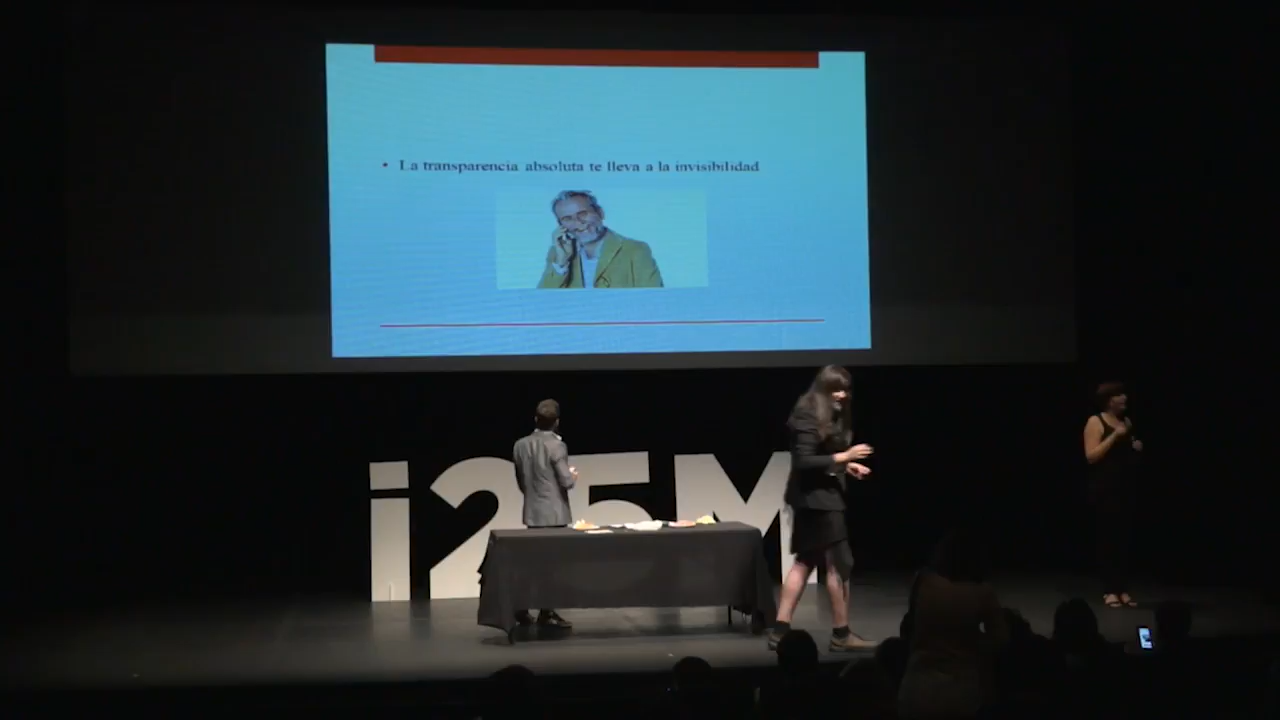 • La transparencia absoluta te lleva a la invisibilidad
i25M